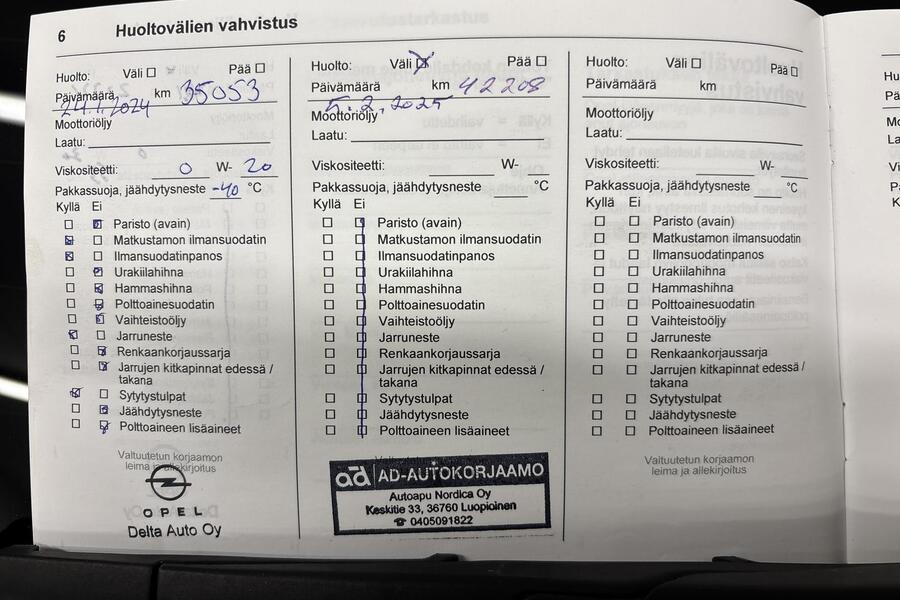 6 Huoltovälien vahvistus
Huolto: Väli Pää
Päivämäärä km 35053
24.1.2024
Moottoriöljy
Laatu:
Viskositeetti: 0 W- 20
Pakkassuoja, jäähdytysneste -40 °C
Kyllä Ei
Paristo (avain)
Matkustamon ilmansuodatin
Ilmansuodatinpanos
Urakiilahihna
Hammashihna
Polttoainesuodatin
Vaihteistoöljy
Jarruneste
Renkaankorjaussarja
Jarrujen kitkapinnat edessä /
takana
Sytytystulpat
Jäähdytysneste
Polttoaineen lisäaineet
Valtuutetun korjaamon
leima ja allekirjoitus
OPEL
Delta Auto Oy
Huolto: Väli Pää
Päivämäärä km 42208
5.2.2025
Moottoriöljy
Laatu:
Viskositeetti: W-
Pakkassuoja, jäähdytysneste °C
Kyllä Ei
Paristo (avain)
Matkustamon ilmansuodatin
Ilmansuodatinpanos
Urakiilahihna
Hammashihna
Polttoainesuodatin
Vaihteistoöljy
Jarruneste
Renkaankorjaussarja
Jarrujen kitkapinnat edessä /
takana
Sytytystulpat
Jäähdytysneste
Polttoaineen lisäaineet
ad AD-AUTOKORJAAMO
Autoapu Nordica Oy
Keskitie 33, 36760 Luopioinen
☎ 0405091822
Huolto: Väli Pää
Päivämäärä km
Moottoriöljy
Laatu:
Viskositeetti: W-
Pakkassuoja, jäähdytysneste °C
Kyllä Ei
Paristo (avain)
Matkustamon ilmansuodatin
Ilmansuodatinpanos
Urakiilahihna
Hammashihna
Polttoainesuodatin
Vaihteistoöljy
Jarruneste
Renkaankorjaussarja
Jarrujen kitkapinnat edessä /
takana
Sytytystulpat
Jäähdytysneste
Polttoaineen lisäaineet
Valtuutetun korjaamon
leima ja allekirjoitus